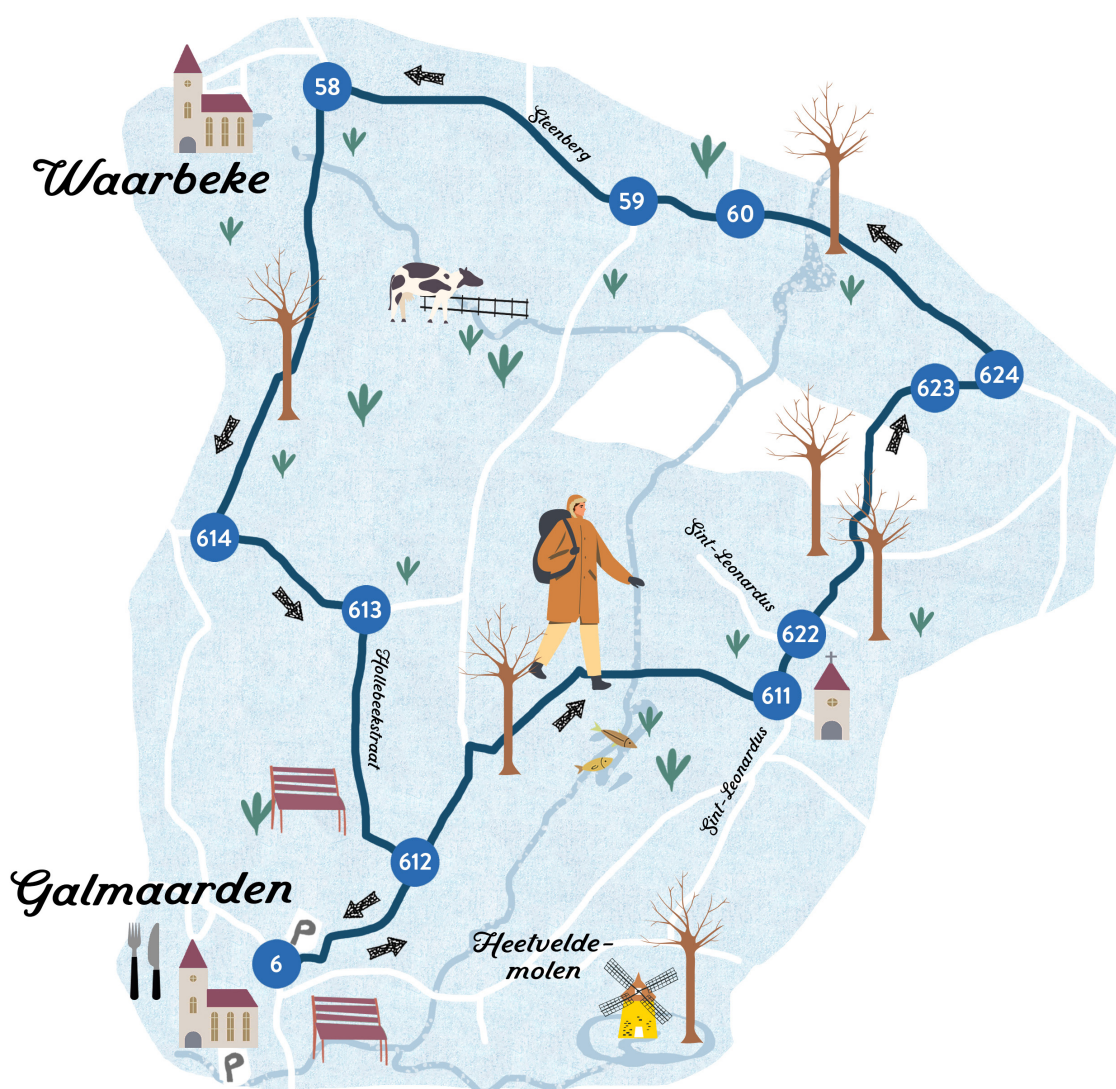 58
Steenberg
Waarbeke
59
60
624
623
614
Sint-Leonardus
613
622
Hollebeekstraat
611
Sint-Leonardus
612
Galmaarden
P
6
Heetvelde-
molen
P